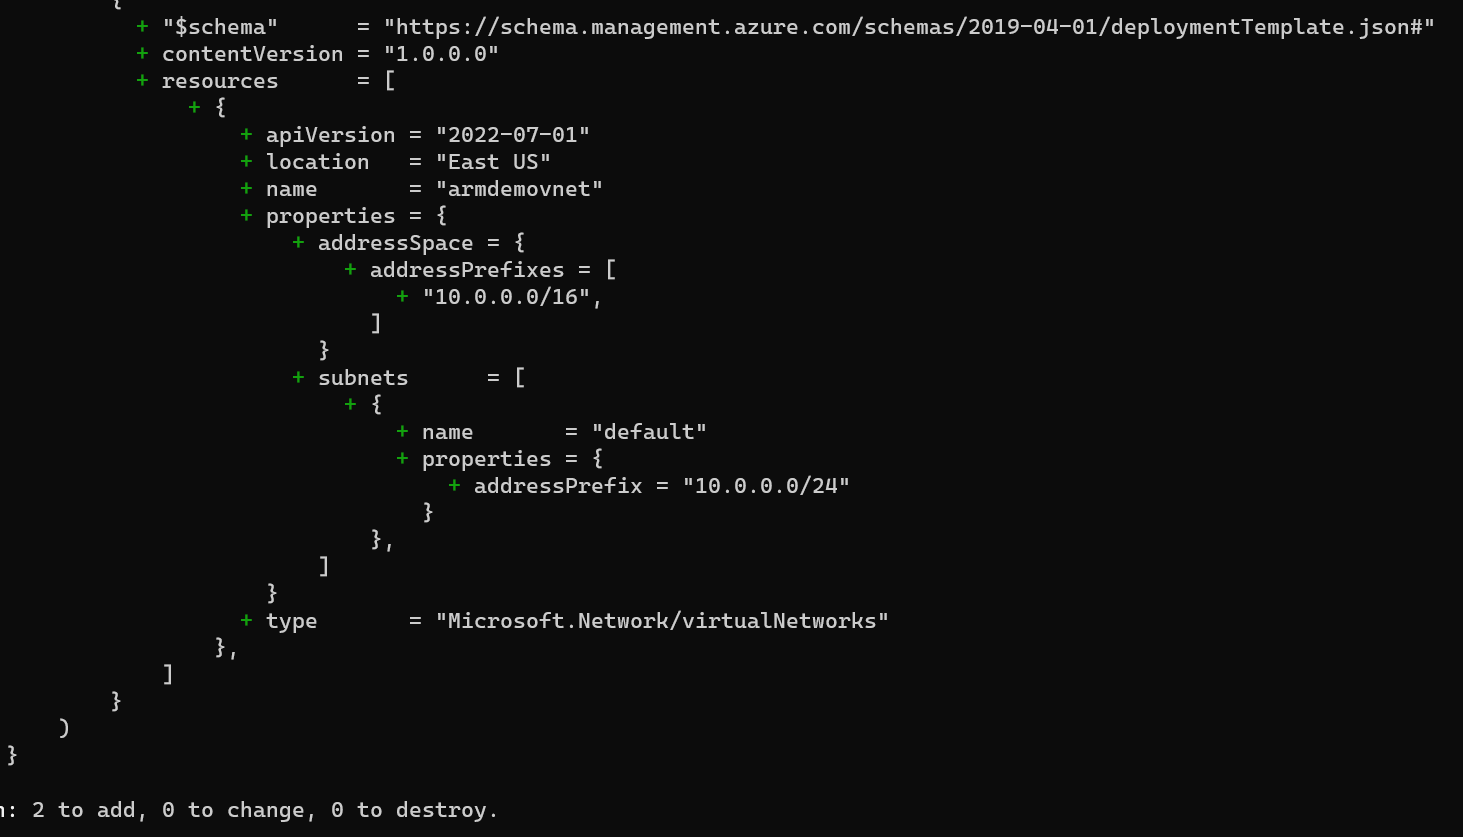 {
+ "$schema"      = "https://schema.management.azure.com/schemas/2019-04-01/deploymentTemplate.json#"
+ contentVersion = "1.0.0.0"
+ resources      = [
+ {
+ apiVersion = "2022-07-01"
+ location   = "East US"
+ name       = "armdemovnet"
+ properties = {
+ addressSpace = {
+ addressPrefixes = [
+ "10.0.0.0/16",
]
}
+ subnets      = [
+ {
+ name       = "default"
+ properties = {
+ addressPrefix = "10.0.0.0/24"
}
},
]
}
+ type       = "Microsoft.Network/virtualNetworks"
},
]
}
)
}
n: 2 to add, 0 to change, 0 to destroy.